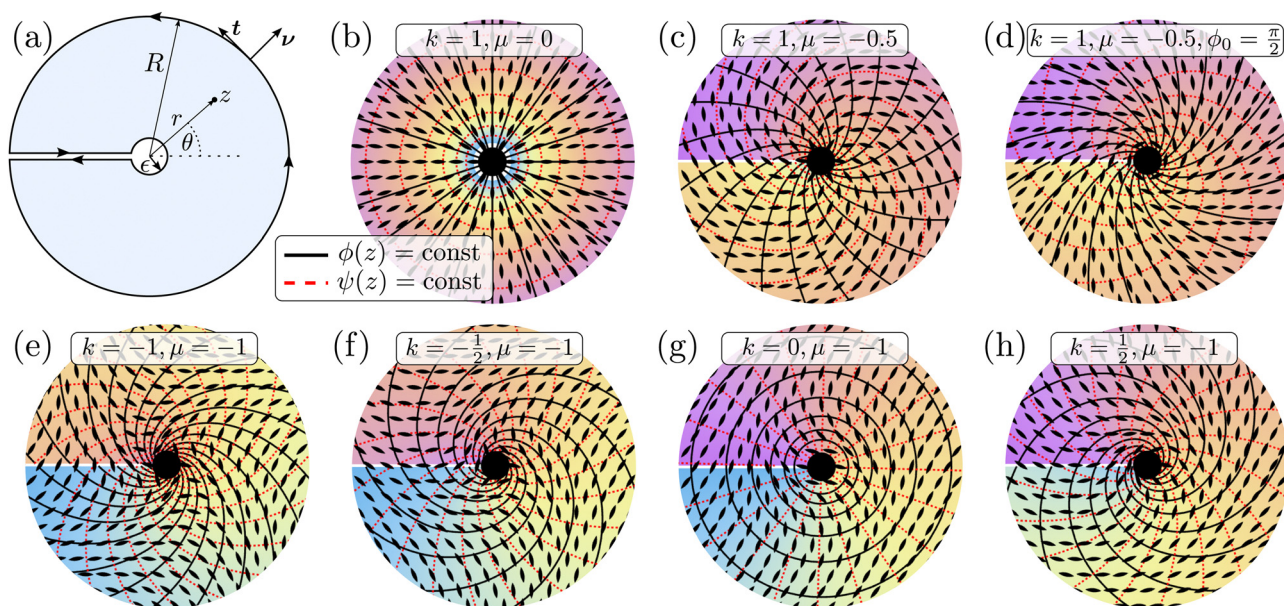 (a)
t
ν
R
z
r
θ
ϵ
(b)
k = 1, μ = 0
(c)
k = 1, μ = −0.5
(d)
k = 1, μ = −0.5, ϕ₀ = π/2
ϕ(z) = const
ψ(z) = const
(e)
k = −1, μ = −1
(f)
k = −1/2, μ = −1
(g)
k = 0, μ = −1
(h)
k = 1/2, μ = −1